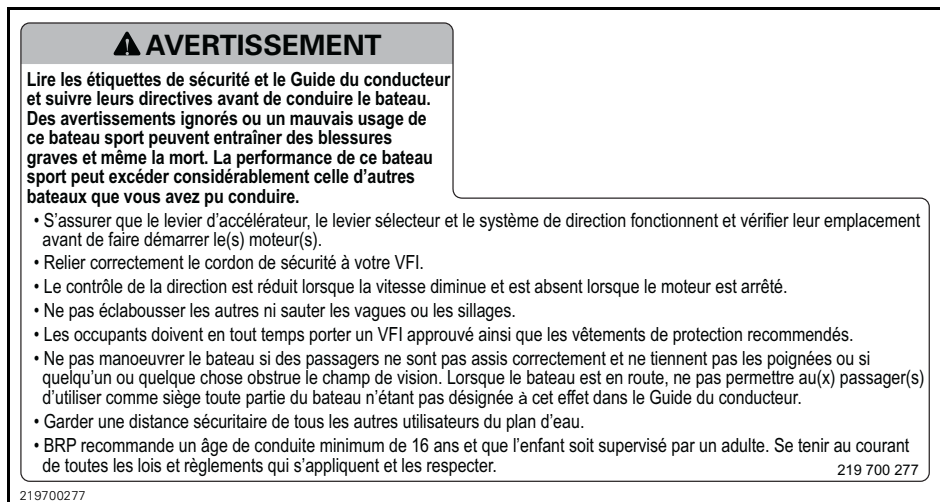 AVERTISSEMENT
Lire les étiquettes de sécurité et le Guide du conducteur
et suivre leurs directives avant de conduire le bateau.
Des avertissements ignorés ou un mauvais usage de
ce bateau sport peuvent entraîner des blessures
graves et même la mort. La performance de ce bateau
sport peut excéder considérablement celle d'autres
bateaux que vous avez pu conduire.
• S'assurer que le levier d'accélérateur, le levier sélecteur et le système de direction fonctionnent et vérifier leur emplacement
avant de faire démarrer le(s) moteur(s).
• Relier correctement le cordon de sécurité à votre VFI.
• Le contrôle de la direction est réduit lorsque la vitesse diminue et est absent lorsque le moteur est arrêté.
• Ne pas éclabousser les autres ni sauter les vagues ou les sillages.
• Les occupants doivent en tout temps porter un VFI approuvé ainsi que les vêtements de protection recommendés.
• Ne pas manoeuvrer le bateau si des passagers ne sont pas assis correctement et ne tiennent pas les poignées ou si
quelqu'un ou quelque chose obstrue le champ de vision. Lorsque le bateau est en route, ne pas permettre au(x) passager(s)
d'utiliser comme siège toute partie du bateau n'étant pas désignée à cet effet dans le Guide du conducteur.
• Garder une distance sécuritaire de tous les autres utilisateurs du plan d'eau.
• BRP recommande un âge de conduite minimum de 16 ans et que l'enfant soit supervisé par un adulte. Se tenir au courant
de toutes les lois et règlements qui s'appliquent et les respecter.
219 700 277
219700277